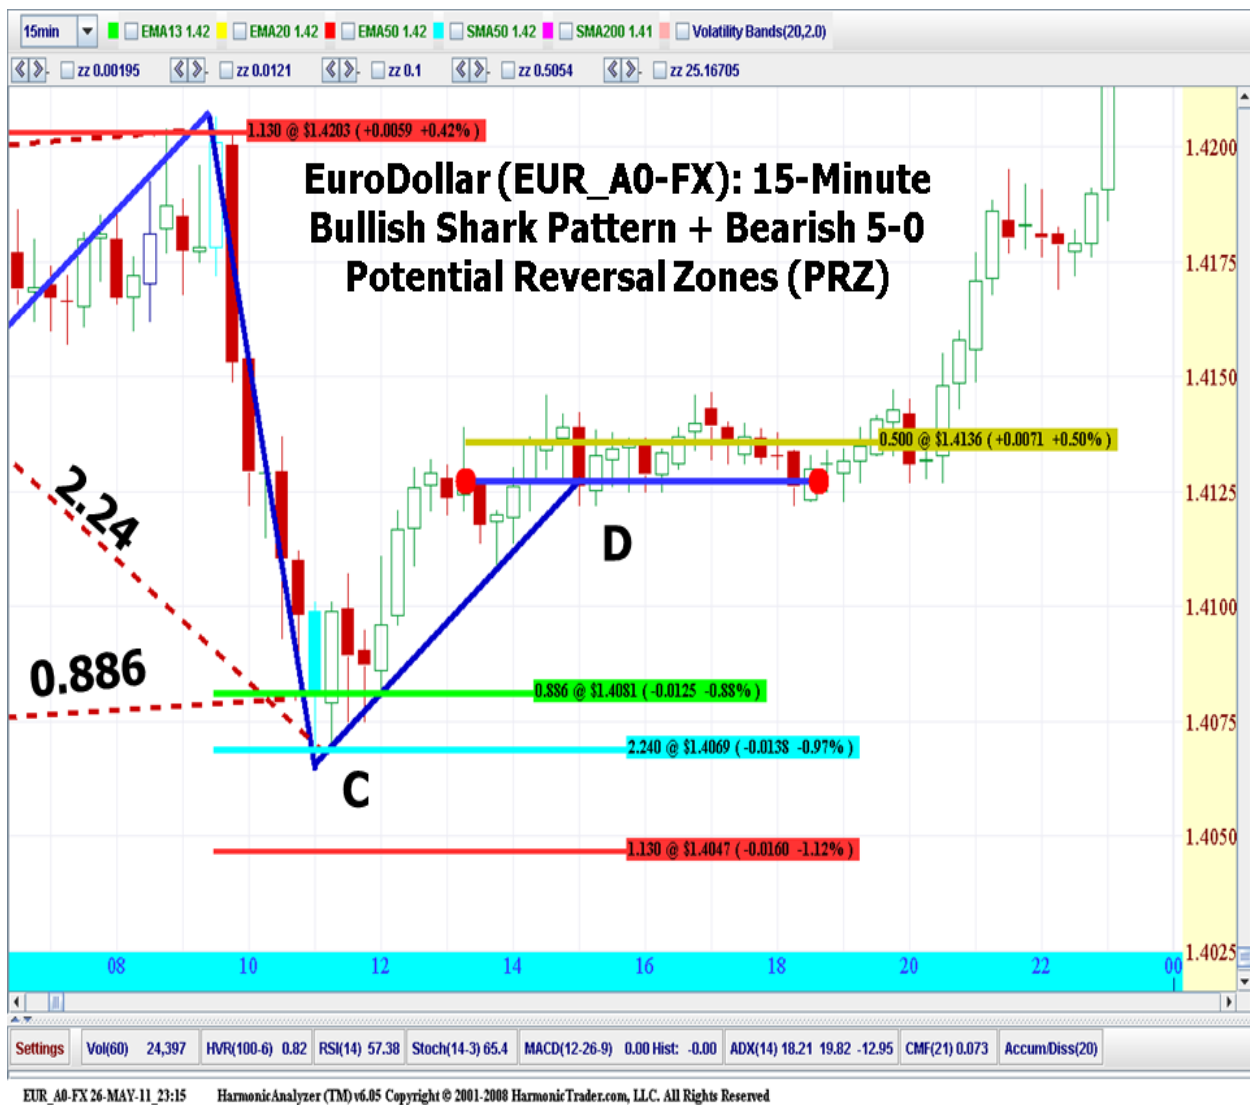 15min EMA13 1.42 EMA20 1.42 EMA50 1.42 SMA50 1.42 SMA200 1.41 Volatility Bands(20,2.0)
zz 0.00195 zz 0.0121 zz 0.1 zz 0.5054 zz 25.16705
1.130 @ $1.4203 ( +0.0059 +0.42% )
EuroDollar (EUR_A0-FX): 15-Minute
Bullish Shark Pattern + Bearish 5-0
Potential Reversal Zones (PRZ)
1.4200
1.4175
1.4150
0.500 @ $1.4136 ( +0.0071 +0.50% )
2.24
1.4125
D
1.4100
0.886
0.886 @ $1.4081 ( -0.0125 -0.88% )
1.4075
2.240 @ $1.4069 ( -0.0138 -0.97% )
C
1.4050
1.130 @ $1.4047 ( -0.0160 -1.12% )
1.4025
08 10 12 14 16 18 20 22 00
Settings Vol(60) 24,397 HVR(100-6) 0.82 RSI(14) 57.38 Stoch(14-3) 65.4 MACD(12-26-9) 0.00 Hist: -0.00 ADX(14) 18.21 19.82 -12.95 CMF(21) 0.073 Accum/Diss(20)
EUR_A0-FX 26-MAY-11_23:15 HarmonicAnalyzer (TM) v6.05 Copyright © 2001-2008 HarmonicTrader.com, LLC. All Rights Reserved